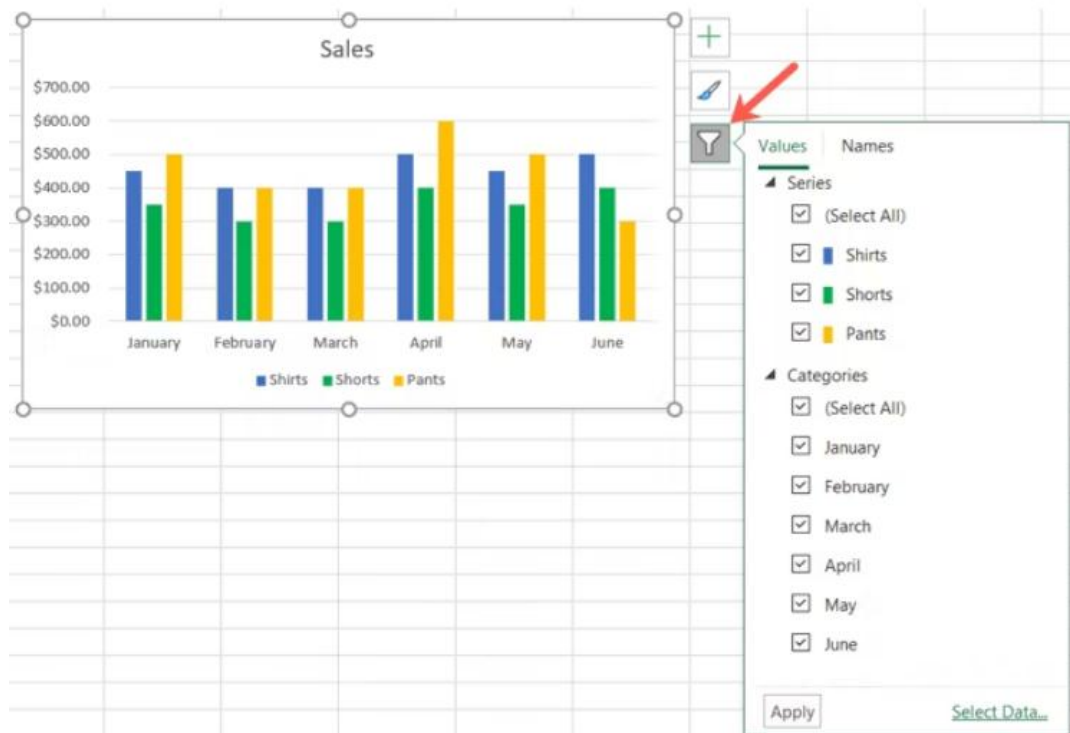 Sales
$700.00
$600.00
$500.00
$400.00
$300.00
$200.00
$100.00
$0.00
January February March April May June
Shirts Shorts Pants
Values Names
Series
(Select All)
Shirts
Shorts
Pants
Categories
(Select All)
January
February
March
April
May
June
Apply Select Data...